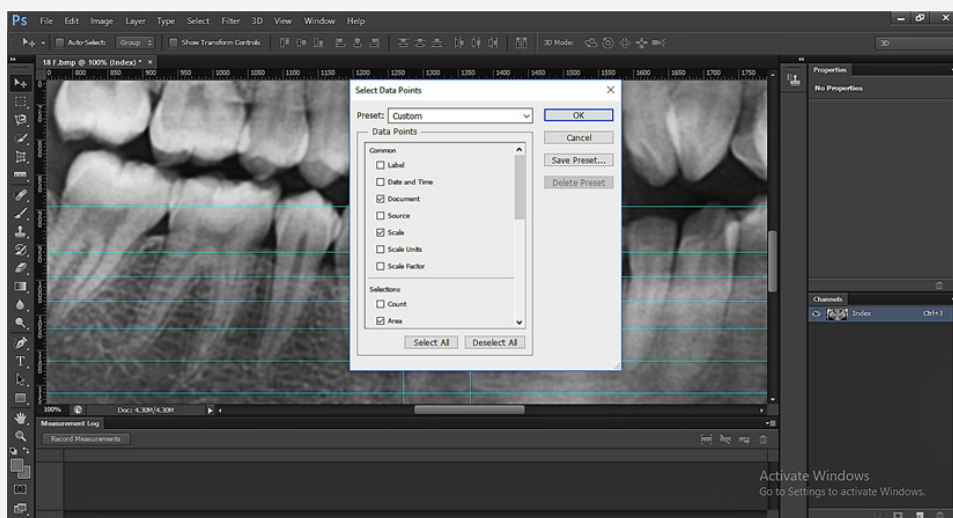 Ps File Edit Image Layer Type Select Filter 3D View Window Help
Auto-Select: Group Show Transform Controls 3D Mode: 3D
18 F.bmp @ 100% (Index) * ×
800 850 900 950 1000 1050 1100 1150 1200 1250 1300 1350 1400 1450 1500 1550 1600 1650 1700 1750
Select Data Points
Preset: Custom
Data Points
Common
Label
Date and Time
Document
Source
Scale
Scale Units
Scale Factor
Selections
Count
Area
Select All Deselect All
OK
Cancel
Save Preset...
Delete Preset
Properties
No Properties
Channels
Index Ctrl+3
100% Doc: 4.30M/4.30M
Measurement Log
Record Measurements
Activate Windows
Go to Settings to activate Windows.